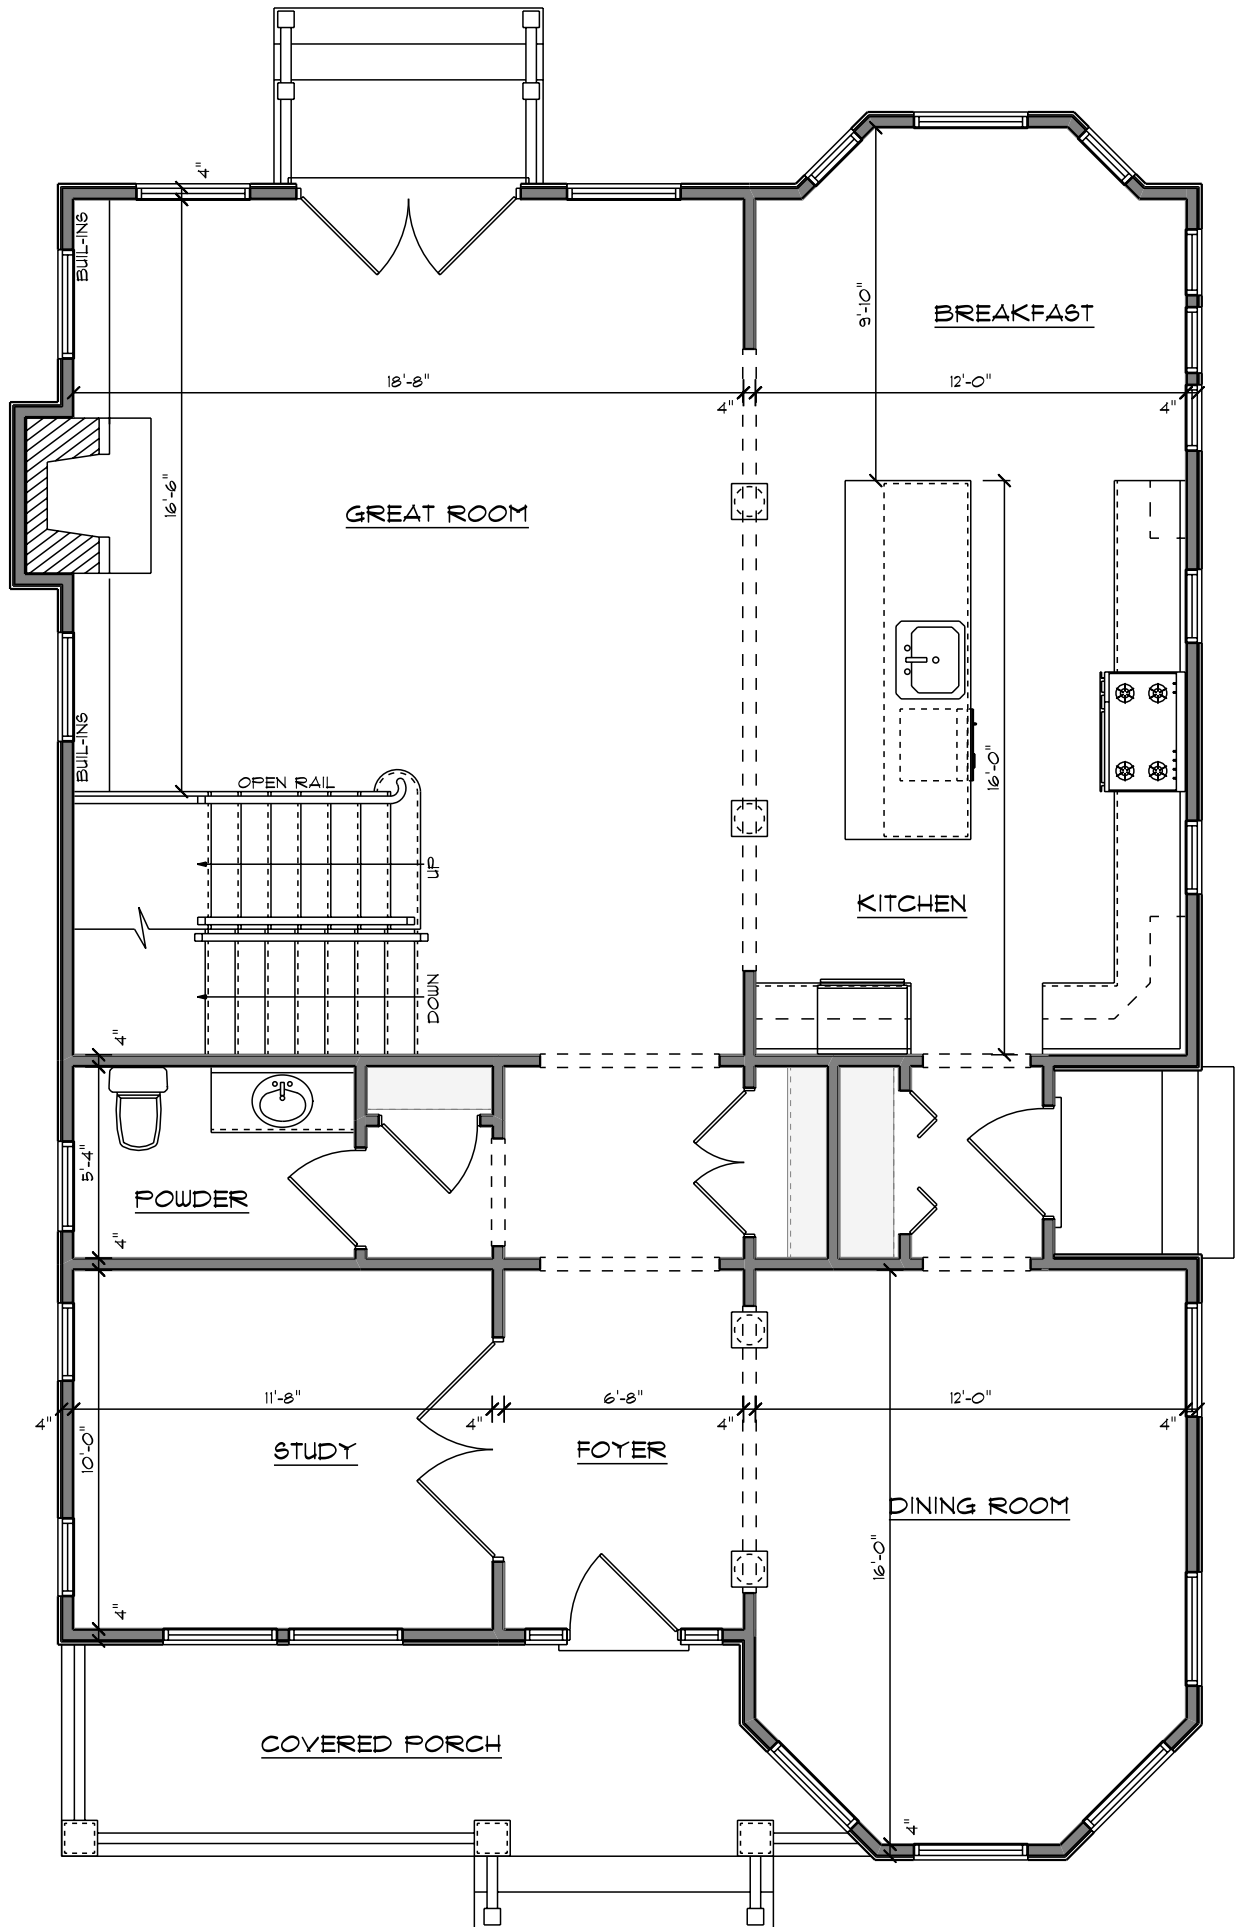 4"
BUIL-INS
9'-10"
BREAKFAST
18'-8"
12'-0"
4"
4"
16'-6"
GREAT ROOM
BUIL-INS
16'-0"
OPEN RAIL
UP
KITCHEN
DOWN
4"
5'-4"
POWDER
4"
11'-8"
6'-8"
12'-0"
4"
4"
4"
4"
10'-0"
STUDY
FOYER
DINING ROOM
16'-0"
4"
COVERED PORCH
4"